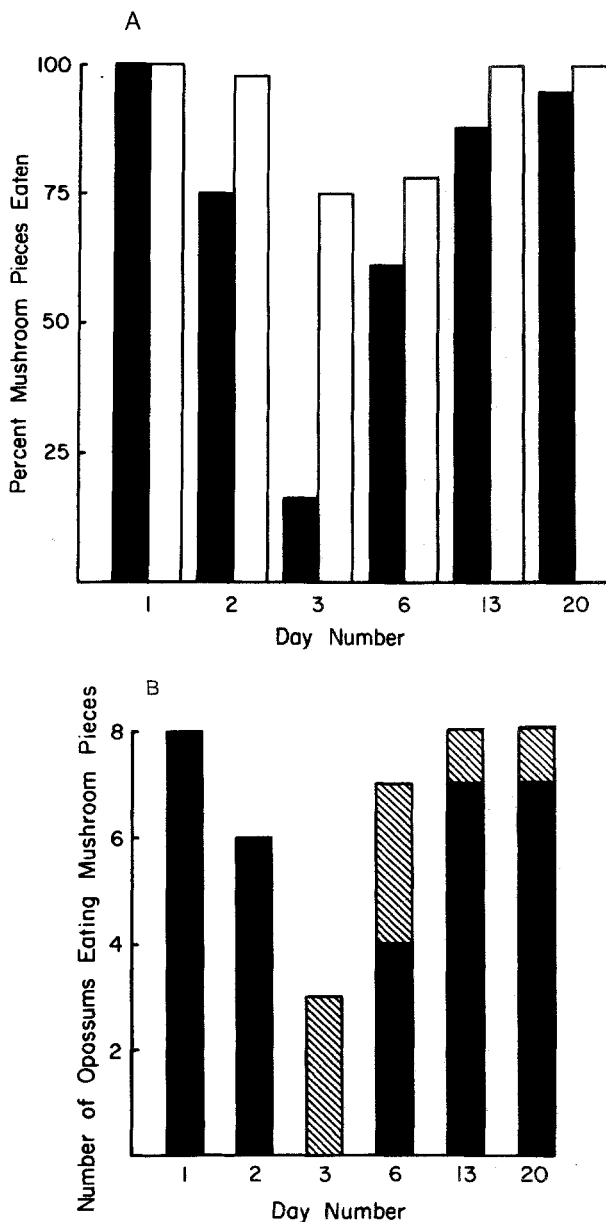 A
Percent Mushroom Pieces Eaten
100
75
50
25
1 2 3 6 13 20
Day Number
B
Number of Opossums Eating Mushroom Pieces
8
6
4
2
1 2 3 6 13 20
Day Number